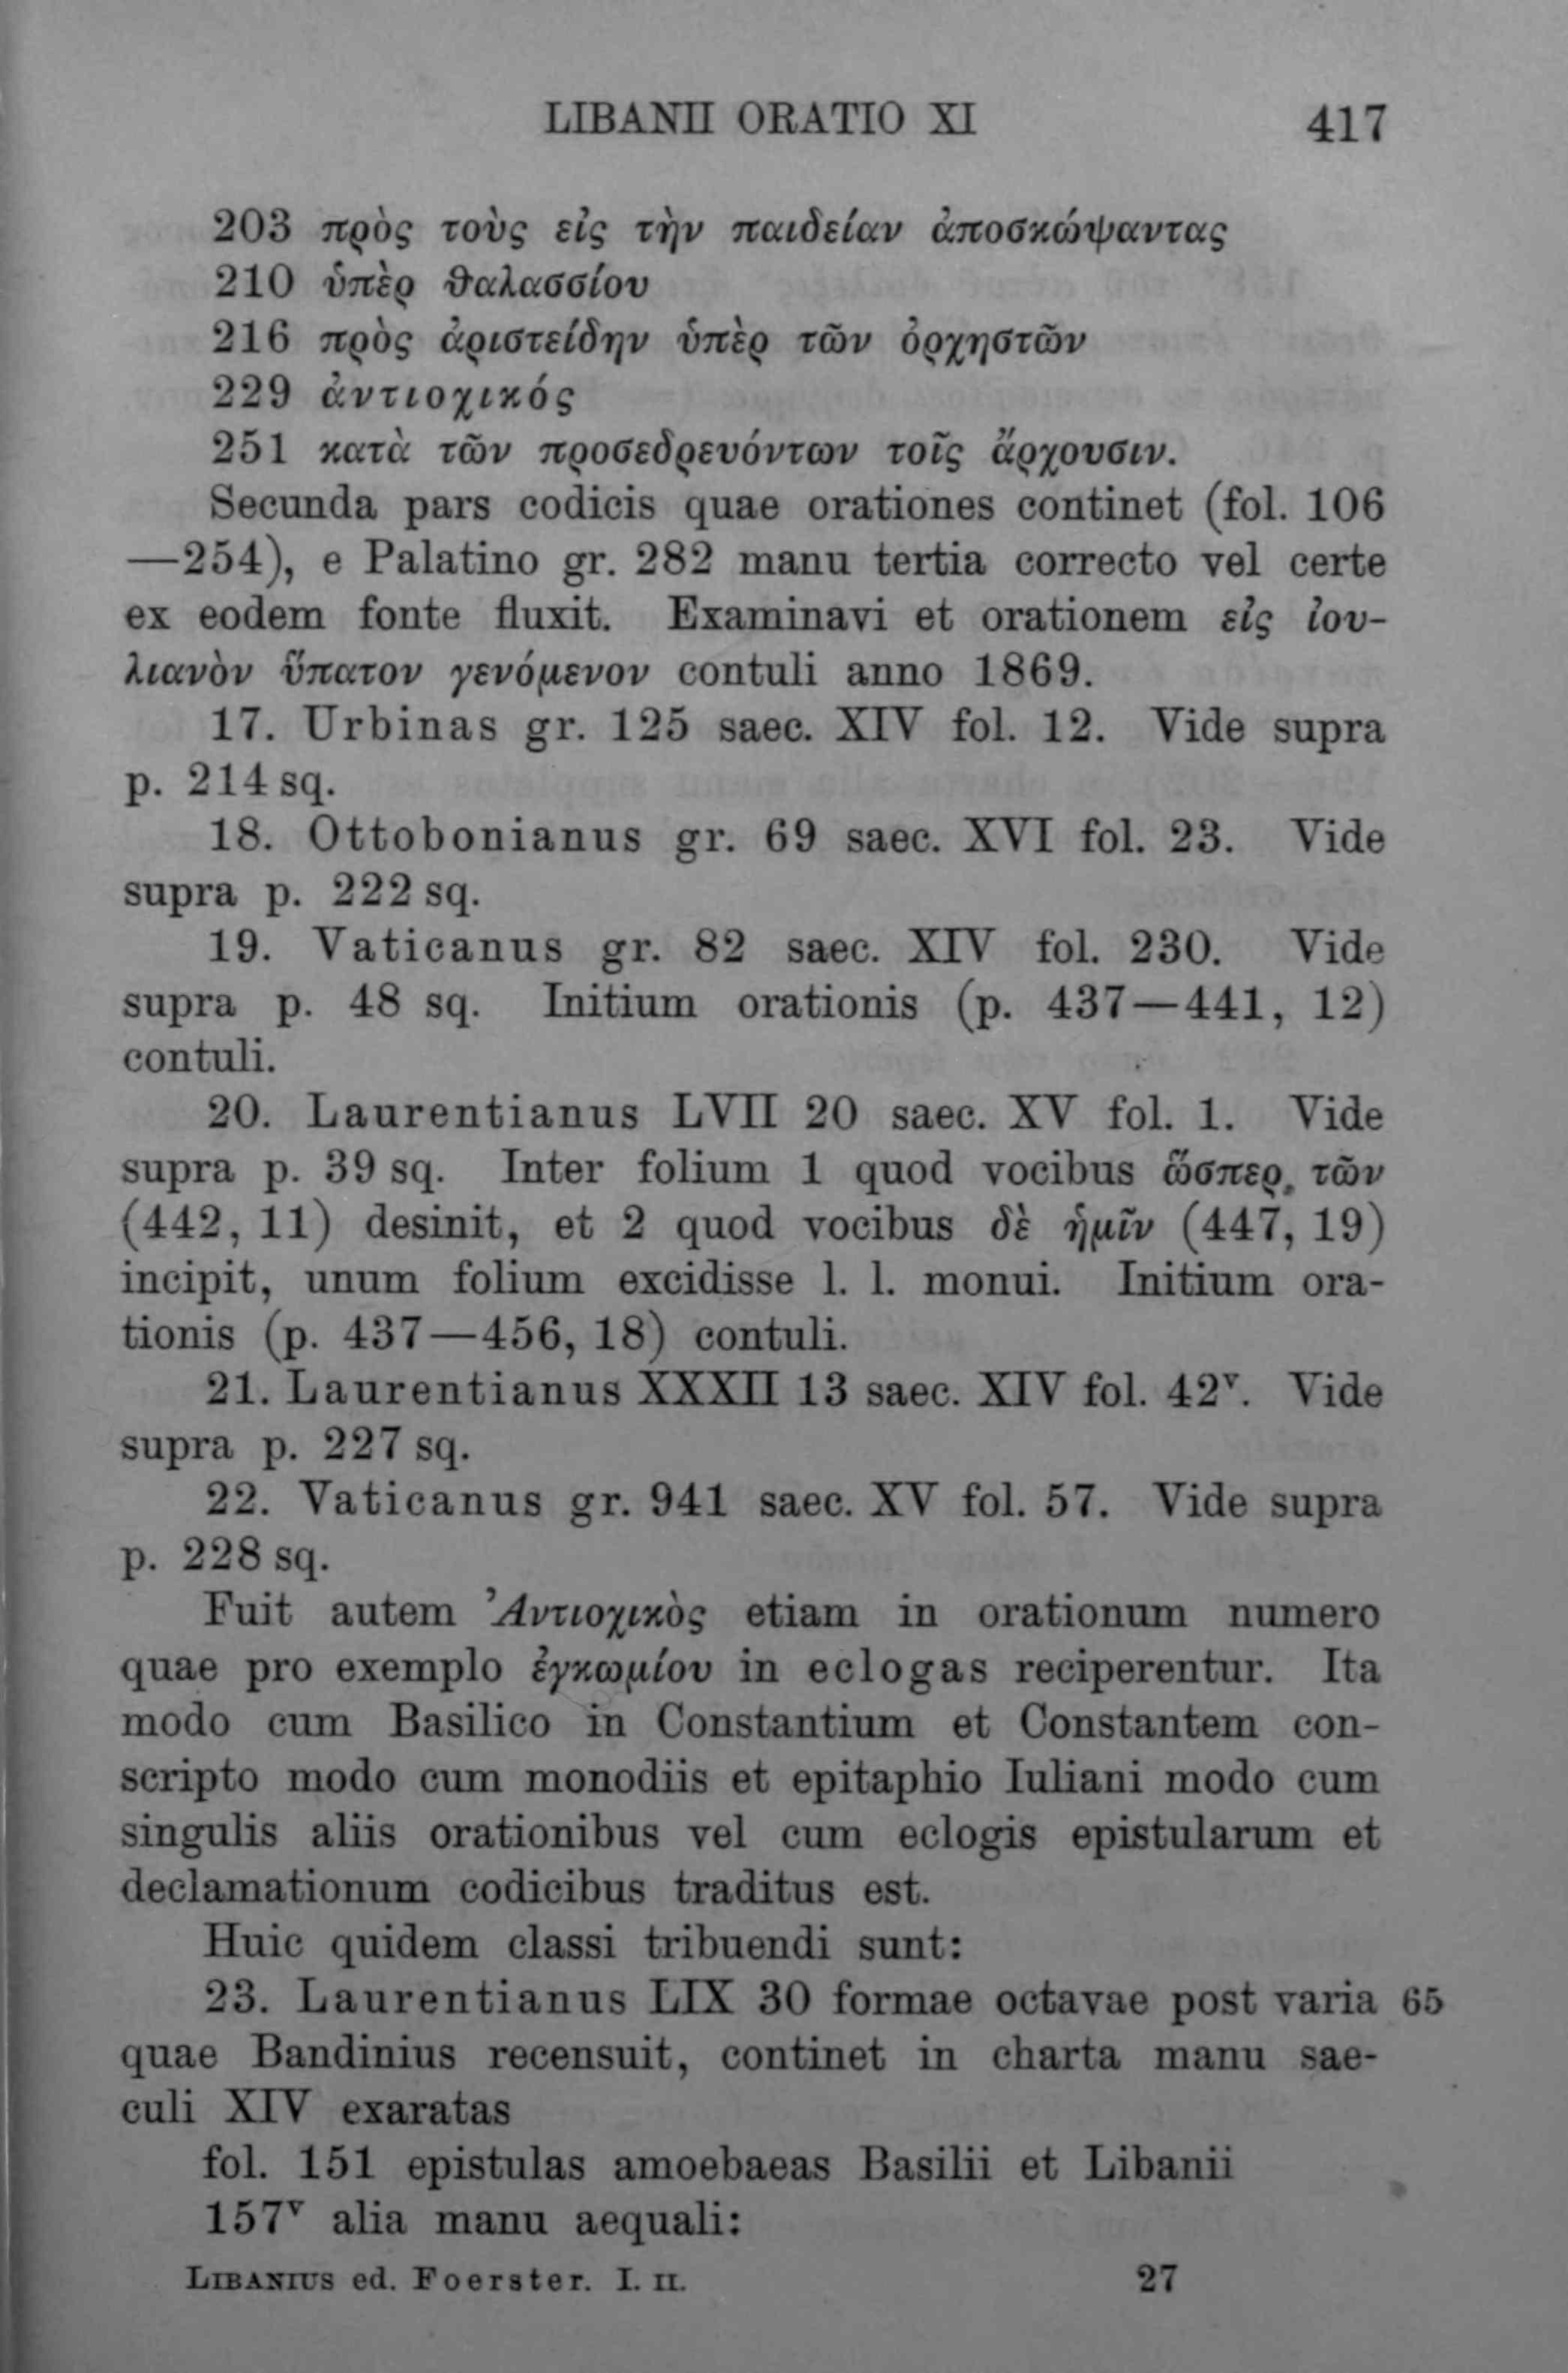 LIBANII ORATIO XI 417
203 πρὸς τοὺς εἰς τὴν παιδείαν ἀποσκώψαντας
210 ὑπὲρ θαλασσίου
216 πρὸς ἀριστείδην ὑπὲρ τῶν ὀρχηστῶν
229 ἀντιοχικός
251 κατὰ τῶν προσεδρευόντων τοῖς ἄρχουσιν.
Secunda pars codicis quae orationes continet (fol. 106
—254), e Palatino gr. 282 manu tertia correcto vel certe
ex eodem fonte fluxit. Examinavi et orationem εἰς ἰου-
λιανὸν ὕπατον γενόμενον contuli anno 1869.
17. Urbinas gr. 125 saec. XIV fol. 12. Vide supra
p. 214 sq.
18. Ottobonianus gr. 69 saec. XVI fol. 23. Vide
supra p. 222 sq.
19. Vaticanus gr. 82 saec. XIV fol. 230. Vide
supra p. 48 sq. Initium orationis (p. 437—441, 12)
contuli.
20. Laurentianus LVII 20 saec. XV fol. 1. Vide
supra p. 39 sq. Inter folium 1 quod vocibus ὥσπερ, τῶν
(442, 11) desinit, et 2 quod vocibus δὲ ἡμῖν (447, 19)
incipit, unum folium excidisse l. l. monui. Initium ora-
tionis (p. 437—456, 18) contuli.
21. Laurentianus XXXII 13 saec. XIV fol. 42ᵛ. Vide
supra p. 227 sq.
22. Vaticanus gr. 941 saec. XV fol. 57. Vide supra
p. 228 sq.
Fuit autem Ἀντιοχικὸς etiam in orationum numero
quae pro exemplo ἐγκωμίου in eclogas reciperentur. Ita
modo cum Basilico in Constantium et Constantem con-
scripto modo cum monodiis et epitaphio Iuliani modo cum
singulis aliis orationibus vel cum eclogis epistularum et
declamationum codicibus traditus est.
Huic quidem classi tribuendi sunt:
23. Laurentianus LIX 30 formae octavae post varia 65
quae Bandinius recensuit, continet in charta manu sae-
culi XIV exaratas
fol. 151 epistulas amoebaeas Basilii et Libanii
157ᵛ alia manu aequali:
LIBANIUS ed. Foerster. I. II. 27